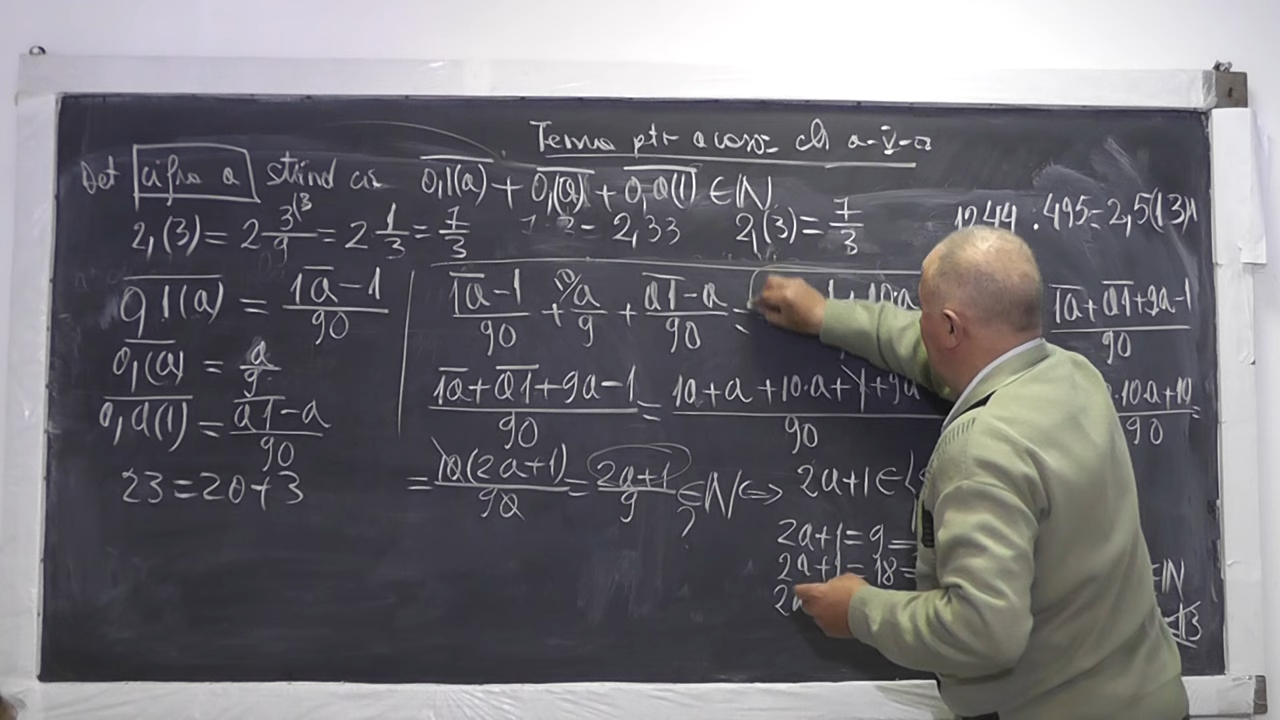 Tema ptr acasă cls a-V-a
Det cifra a știind că 0,1(a) + 0,(a) + 0,a(1) ∈ ℕ
2,(3) = 2 3/9 = 2 1/3 = 7/3 7:3 = 2,33 2,(3) = 7/3 1244 : 495 = 2,5(13)
0,1(a) = (1a - 1)/90
(1a - 1)/90 + a/9 + (a1 - a)/90 =
(1a + a1 + 9a - 1)/90
0,(a) = a/9
(1a + a1 + 9a - 1)/90 = (10 + a + 10·a + 1 + 9a
·10·a + 10)/90 =
0,a(1) = (a1 - a)/90
23 = 20 + 3
= 10(2a+1)/90 = (2a+1)/9 ∈ ℕ ⇔ 2a+1 ∈ {
?
2a+1 = 9 =
2a+1 = 18 =
∈ℕ